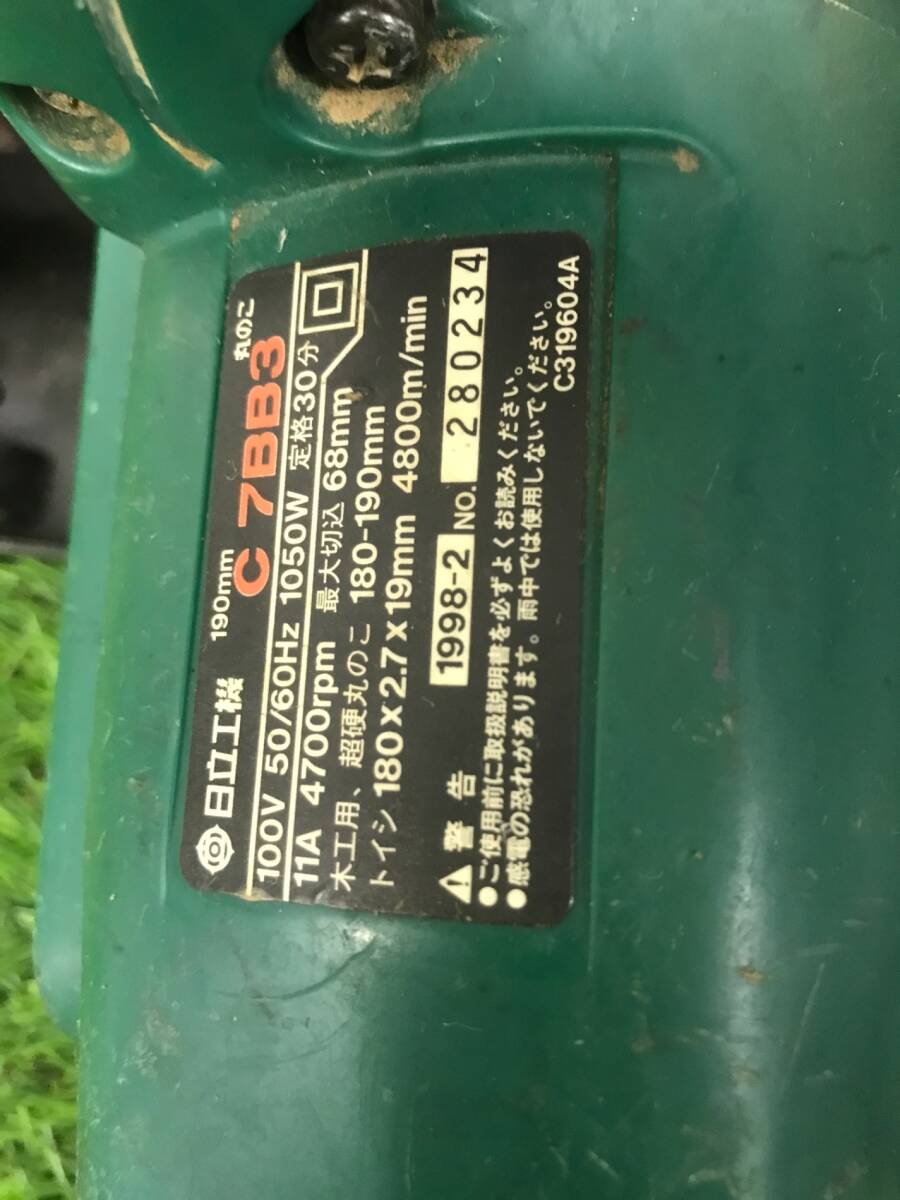 日立工機 190mm C 7BB3 丸のこ
100V 50/60Hz 1050W 定格30分
11A 4700rpm 最大切込 68mm
木工用、超硬丸のこ 180-190mm
トイシ 180×2.7×19mm 4800m/min
1998-2 NO. 280234
警告
●ご使用前に取扱説明書を必ずよくお読みください。
●感電の恐れがあります。雨中では使用しないでください。
C319604A